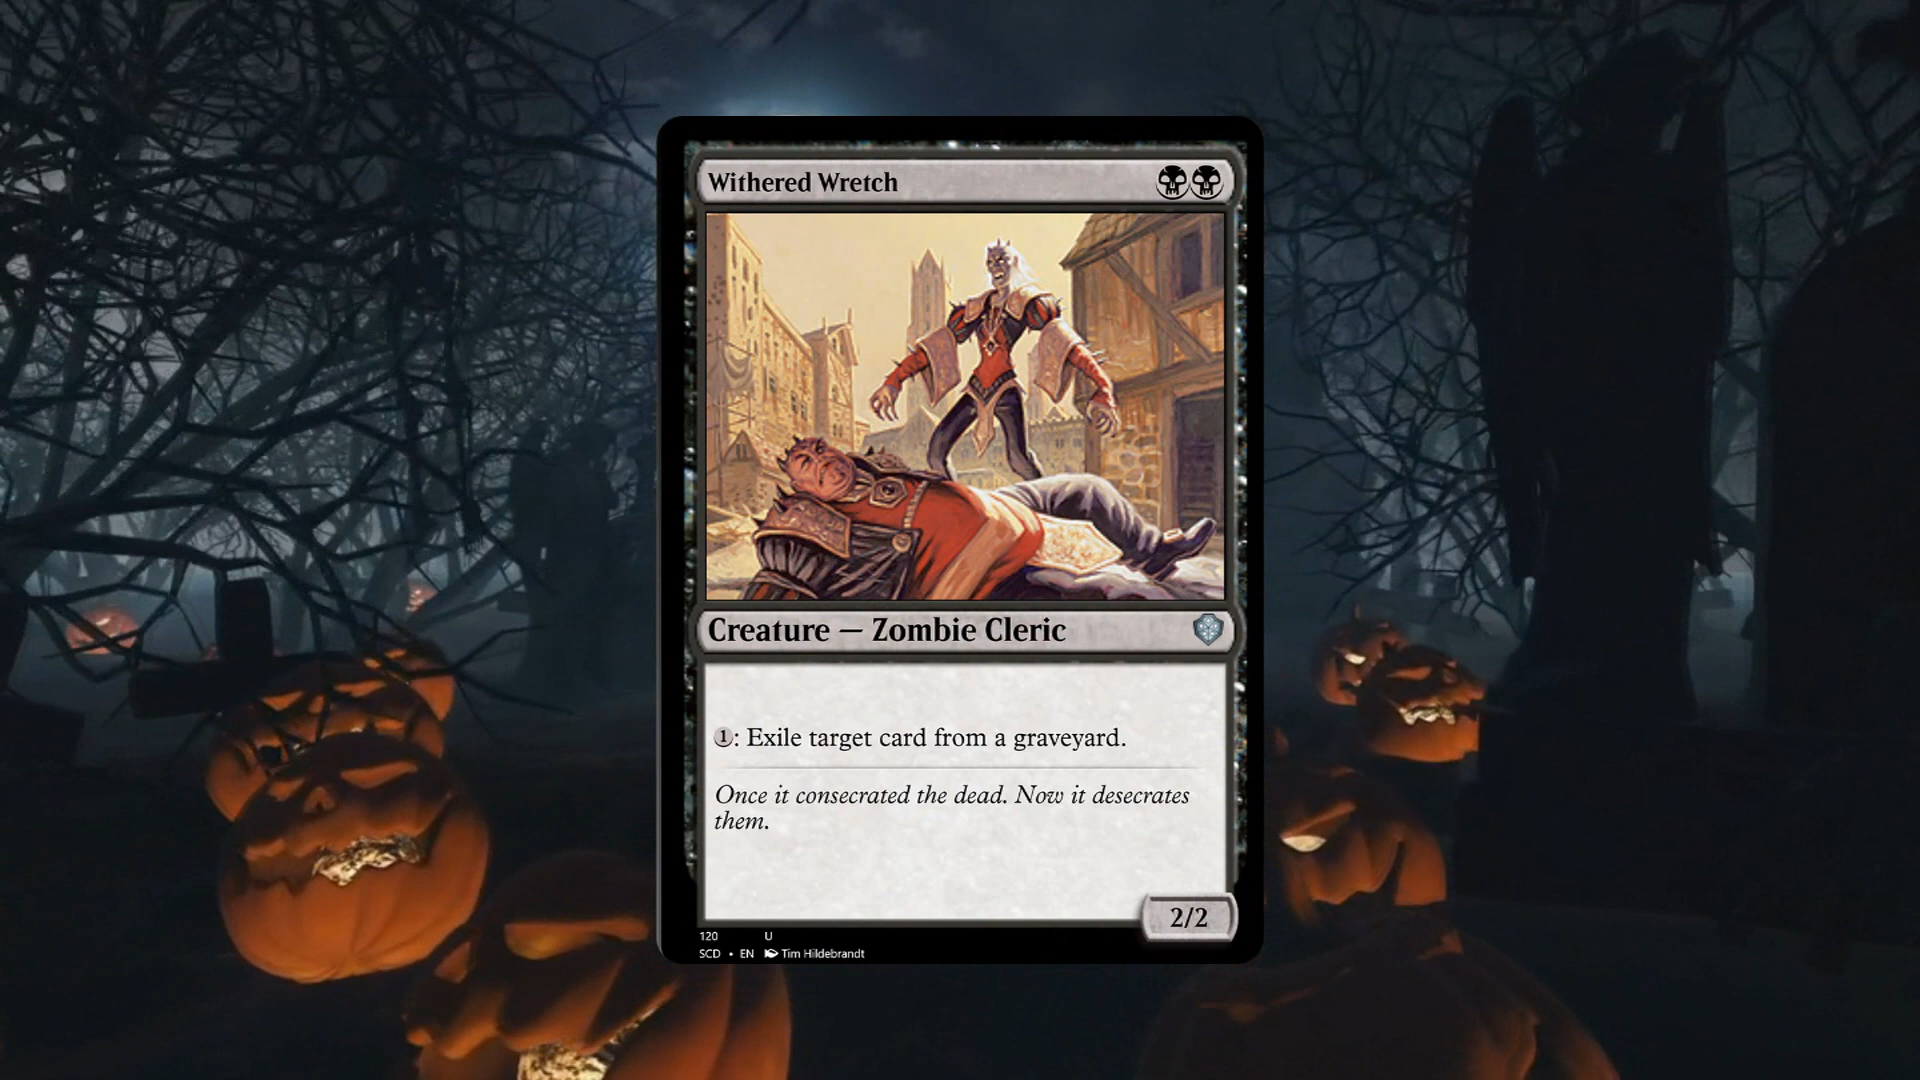 Withered Wretch
Creature — Zombie Cleric
1: Exile target card from a graveyard.
Once it consecrated the dead. Now it desecrates
them.
2/2
120 U
SCD • EN Tim Hildebrandt